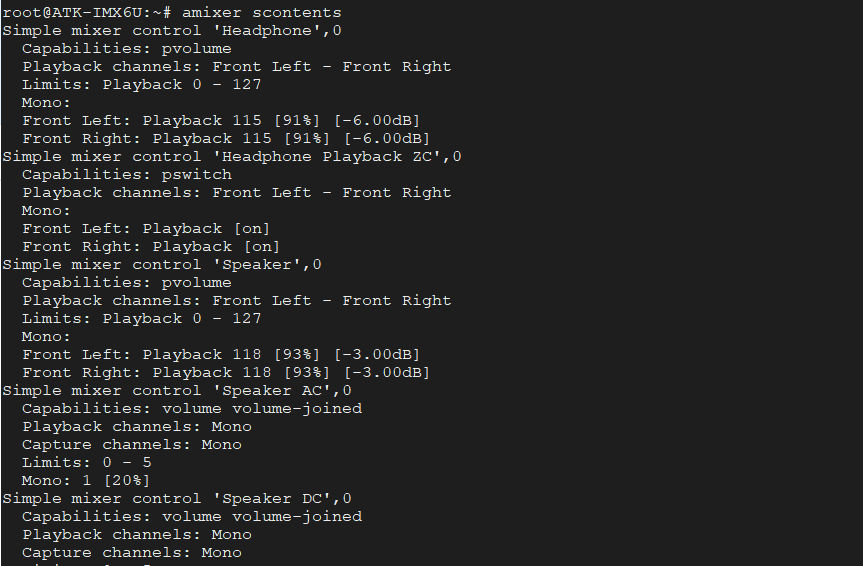 root@ATK-IMX6U:~# amixer scontents
Simple mixer control 'Headphone',0
  Capabilities: pvolume
  Playback channels: Front Left - Front Right
  Limits: Playback 0 - 127
  Mono:
  Front Left: Playback 115 [91%] [-6.00dB]
  Front Right: Playback 115 [91%] [-6.00dB]
Simple mixer control 'Headphone Playback ZC',0
  Capabilities: pswitch
  Playback channels: Front Left - Front Right
  Mono:
  Front Left: Playback [on]
  Front Right: Playback [on]
Simple mixer control 'Speaker',0
  Capabilities: pvolume
  Playback channels: Front Left - Front Right
  Limits: Playback 0 - 127
  Mono:
  Front Left: Playback 118 [93%] [-3.00dB]
  Front Right: Playback 118 [93%] [-3.00dB]
Simple mixer control 'Speaker AC',0
  Capabilities: volume volume-joined
  Playback channels: Mono
  Capture channels: Mono
  Limits: 0 - 5
  Mono: 1 [20%]
Simple mixer control 'Speaker DC',0
  Capabilities: volume volume-joined
  Playback channels: Mono
  Capture channels: Mono